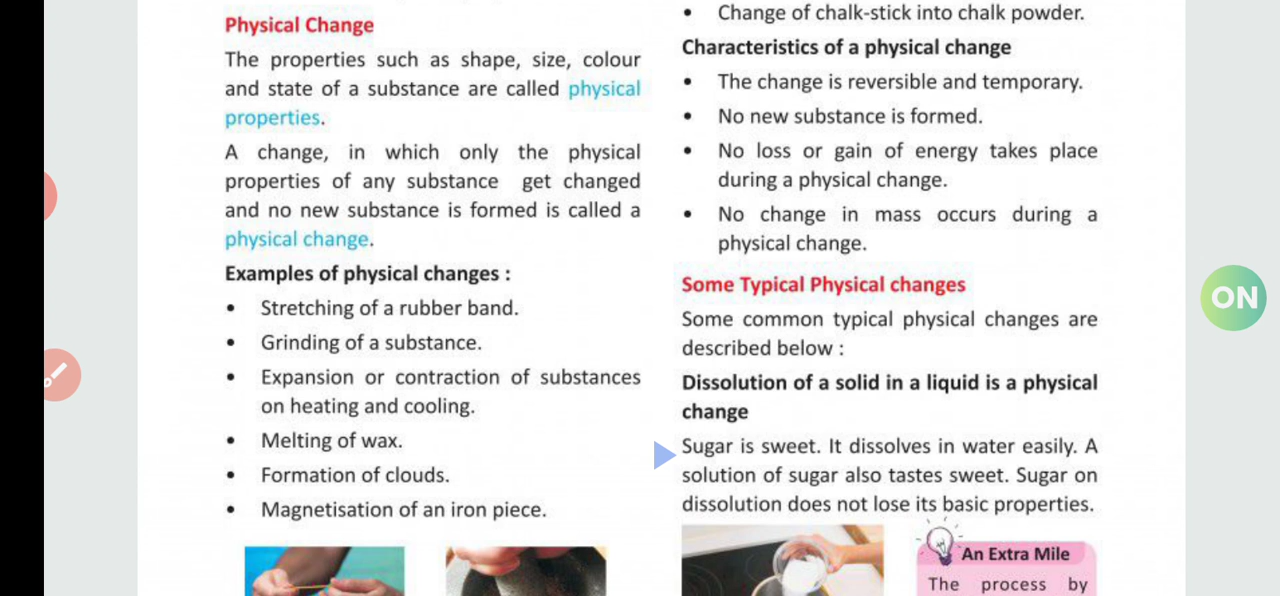 Physical Change
The properties such as shape, size, colour
and state of a substance are called physical
properties.
A change, in which only the physical
properties of any substance get changed
and no new substance is formed is called a
physical change.
Examples of physical changes :
• Stretching of a rubber band.
• Grinding of a substance.
• Expansion or contraction of substances
on heating and cooling.
• Melting of wax.
• Formation of clouds.
• Magnetisation of an iron piece.
• Change of chalk-stick into chalk powder.
Characteristics of a physical change
• The change is reversible and temporary.
• No new substance is formed.
• No loss or gain of energy takes place
during a physical change.
• No change in mass occurs during a
physical change.
Some Typical Physical changes
Some common typical physical changes are
described below :
Dissolution of a solid in a liquid is a physical
change
Sugar is sweet. It dissolves in water easily. A
solution of sugar also tastes sweet. Sugar on
dissolution does not lose its basic properties.
An Extra Mile
The process by
ON